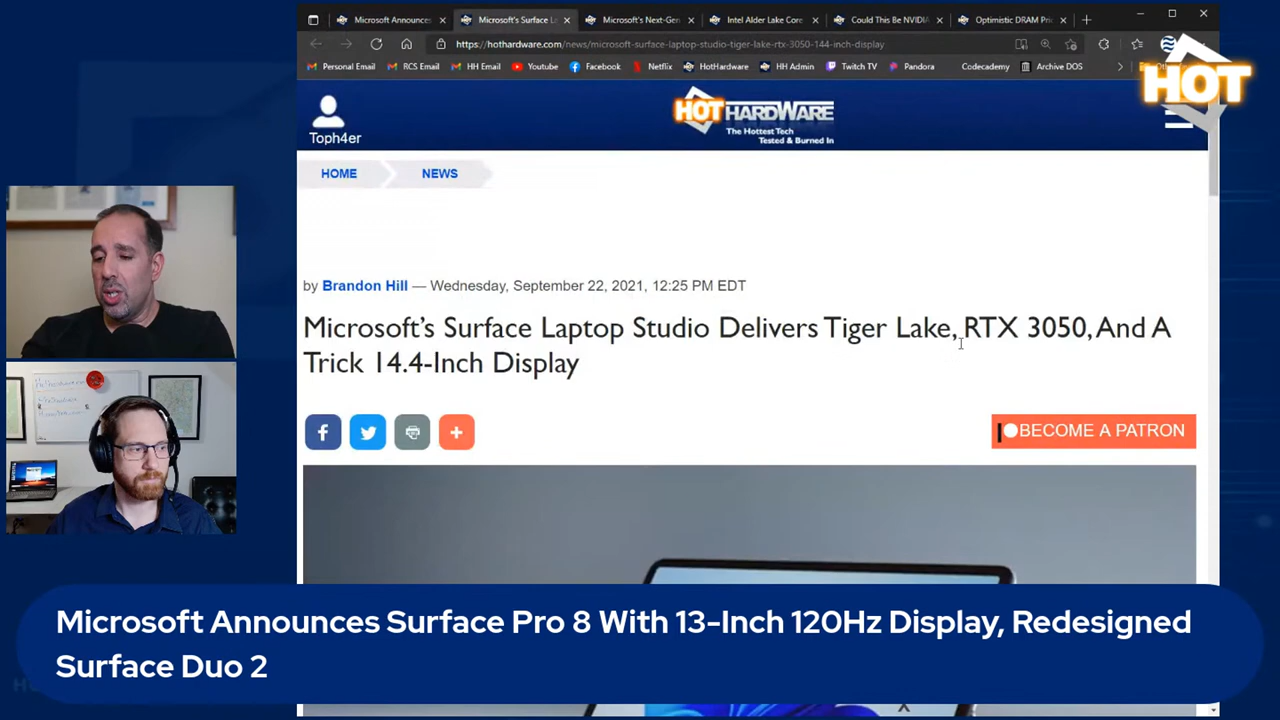 Microsoft Announces
Microsoft's Surface L
Microsoft's Next-Gen
Intel Alder Lake Core
Could This Be NVIDIA
Optimistic DRAM Pri
https://hothardware.com/news/microsoft-surface-laptop-studio-tiger-lake-rtx-3050-144-inch-display
Personal Email
RCS Email
HH Email
Youtube
Facebook
Netflix
HotHardware
HH Admin
Twitch TV
Pandora
Codecademy
Archive DOS
HOT
Toph4er
HOTHARDWARE
The Hottest Tech
Tested & Burned In
HOME
NEWS
by Brandon Hill — Wednesday, September 22, 2021, 12:25 PM EDT
Microsoft's Surface Laptop Studio Delivers Tiger Lake, RTX 3050, And A
Trick 14.4-Inch Display
BECOME A PATRON
Microsoft Announces Surface Pro 8 With 13-Inch 120Hz Display, Redesigned
Surface Duo 2